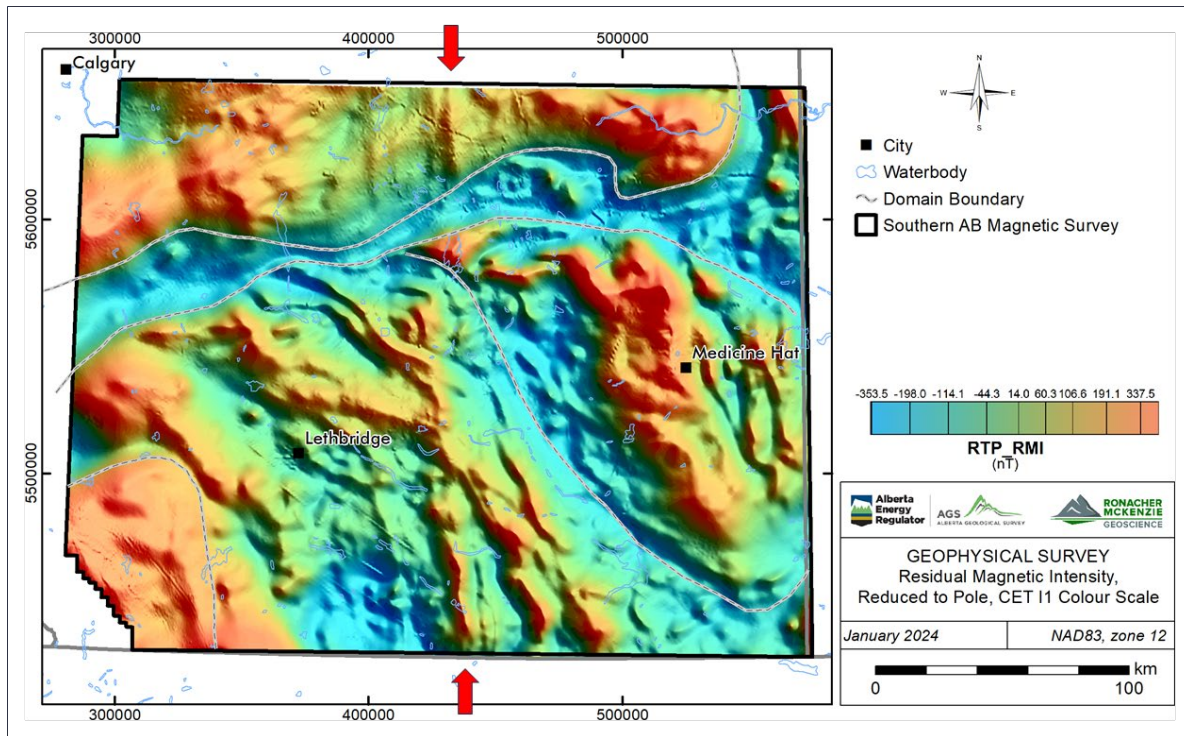 300000 400000 500000
Calgary
5600000
5500000
Medicine Hat
Lethbridge
300000 400000 500000
5600000
5500000
N
W E
S
City
Waterbody
Domain Boundary
Southern AB Magnetic Survey
-353.5 -198.0 -114.1 -44.3 14.0 60.3 106.6 191.1 337.5
RTP_RMI
(nT)
Alberta
Energy
Regulator
AGS
ALBERTA GEOLOGICAL SURVEY
RONACHER
MCKENZIE
GEOSCIENCE
GEOPHYSICAL SURVEY
Residual Magnetic Intensity,
Reduced to Pole, CET I1 Colour Scale
January 2024 NAD83, zone 12
km
0 100